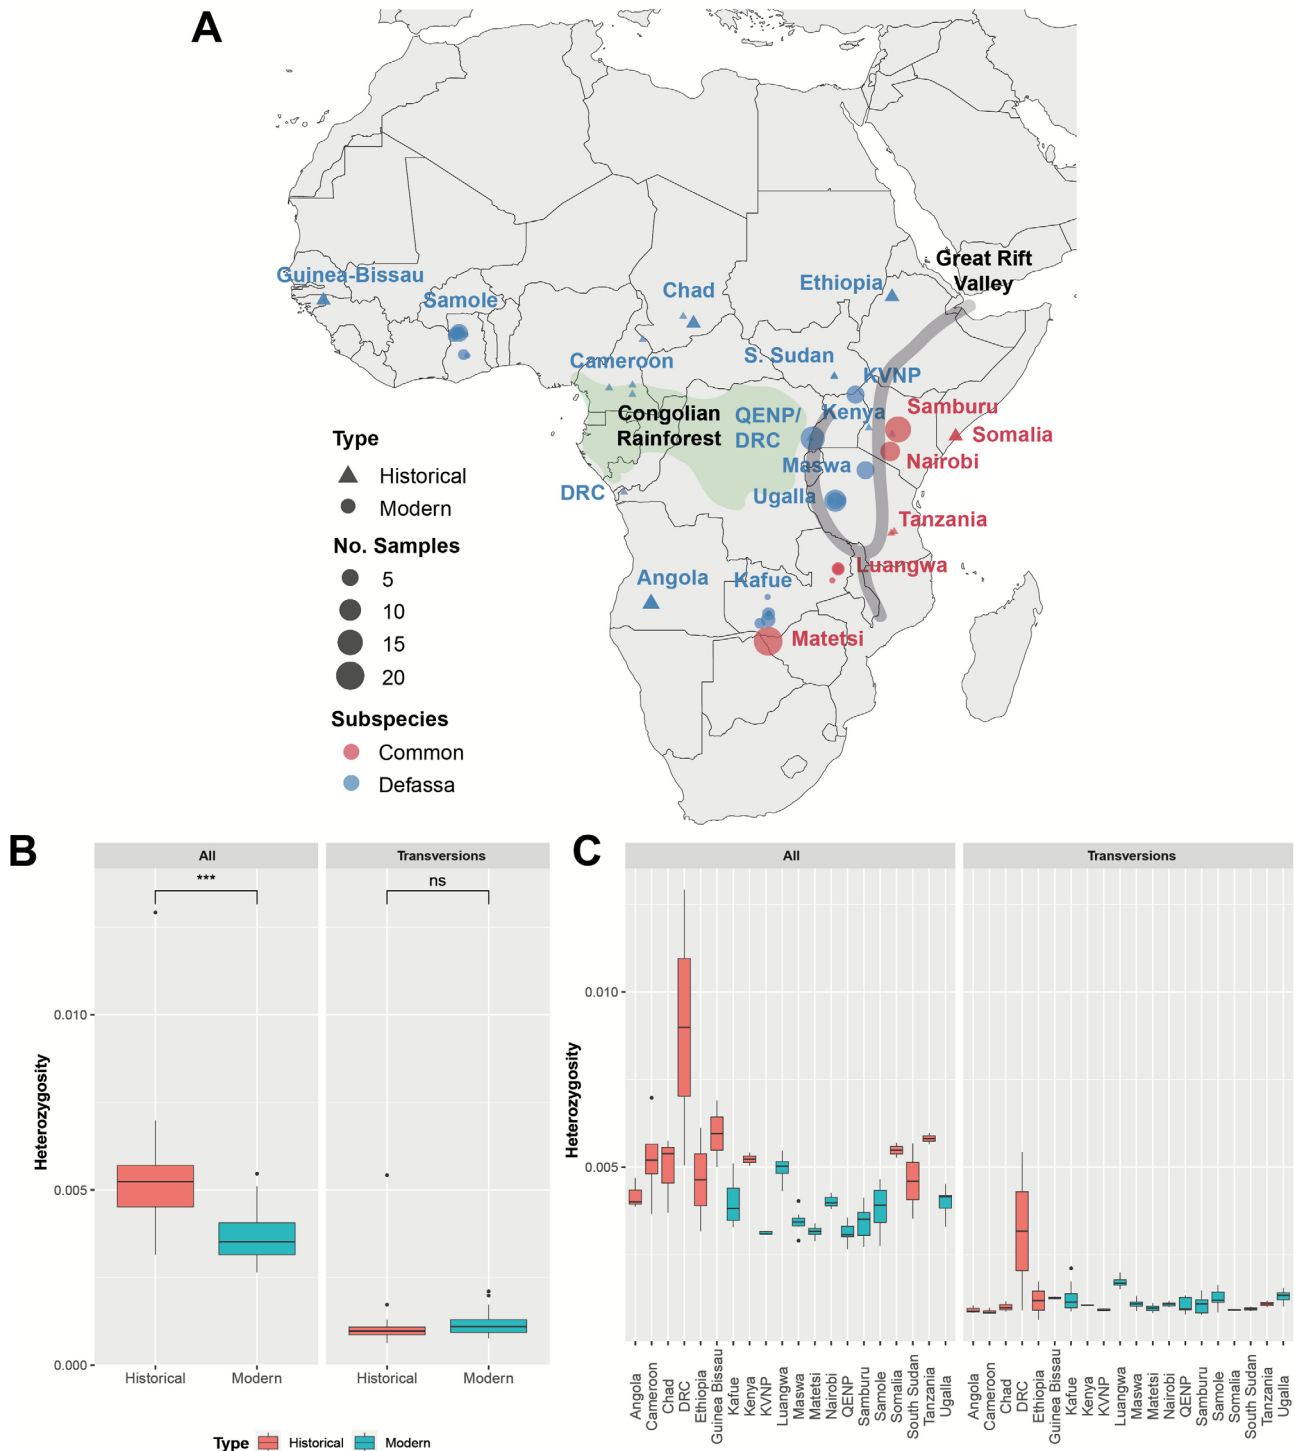 A
Great Rift
Valley
Guinea-Bissau
Samole
Chad
Ethiopia
Cameroon
S. Sudan
KVNP
Congolian
Rainforest
QENP/
DRC
Kenya
Samburu
Somalia
Nairobi
Maswa
DRC
Ugalla
Tanzania
Luangwa
Angola
Kafue
Matetsi
Type
Historical
Modern
No. Samples
5
10
15
20
Subspecies
Common
Defassa
B
All
Transversions
***
ns
Heterozygosity
0.010
0.005
0.000
Historical
Modern
Historical
Modern
Type
Historical
Modern
C
All
Transversions
Heterozygosity
0.010
0.005
Angola
Cameroon
Chad
DRC
Ethiopia
Guinea Bissau
Kafue
Kenya
KVNP
Luangwa
Maswa
Matetsi
Nairobi
QENP
Samburu
Samole
Somalia
South Sudan
Tanzania
Ugalla
Angola
Cameroon
Chad
DRC
Ethiopia
Guinea Bissau
Kafue
Kenya
KVNP
Luangwa
Maswa
Matetsi
Nairobi
QENP
Samburu
Samole
Somalia
South Sudan
Tanzania
Ugalla